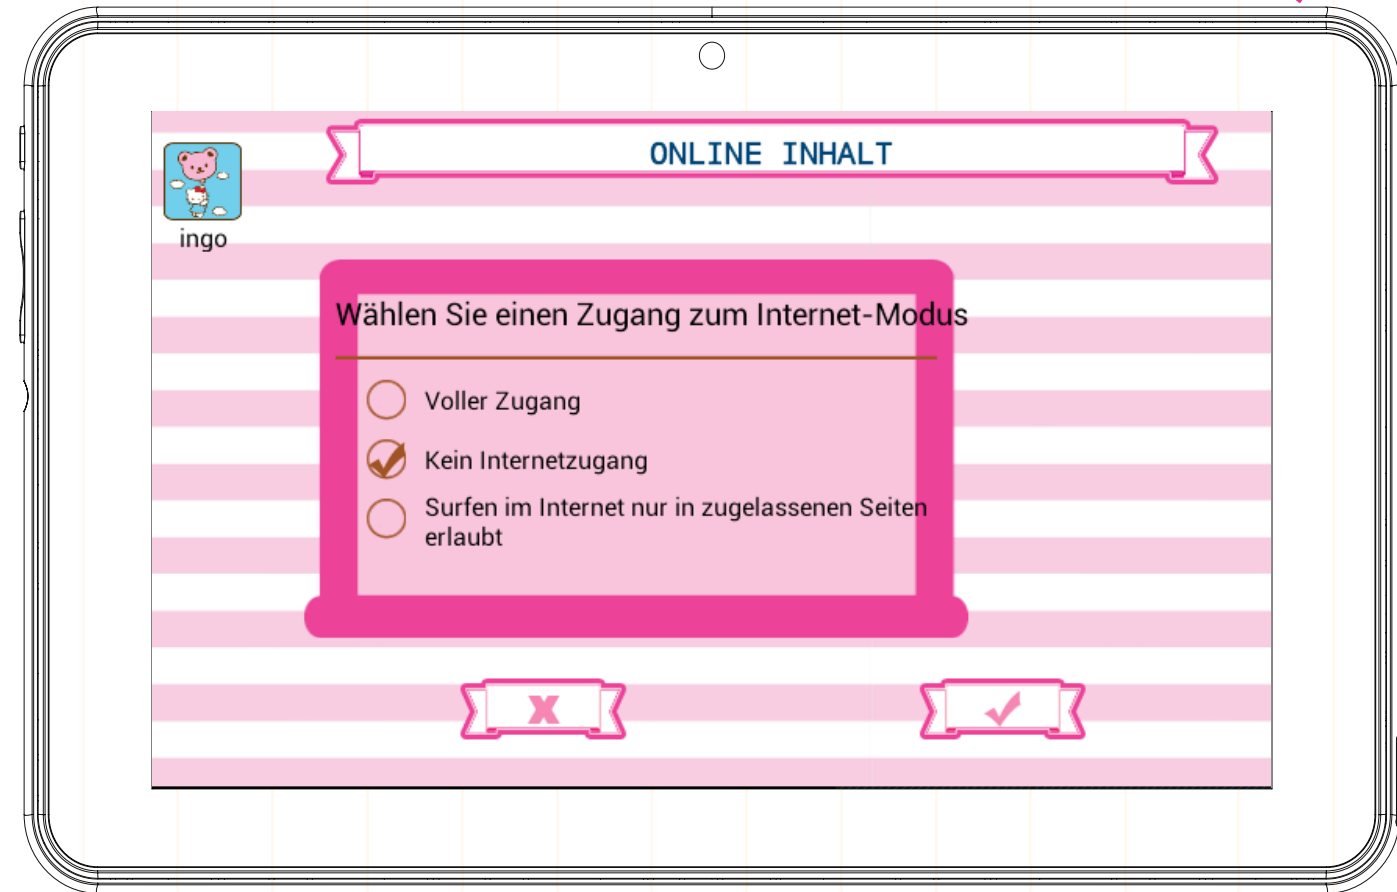 ONLINE INHALT
ingo
Wählen Sie einen Zugang zum Internet-Modus
Voller Zugang
Kein Internetzugang
Surfen im Internet nur in zugelassenen Seiten
erlaubt
X